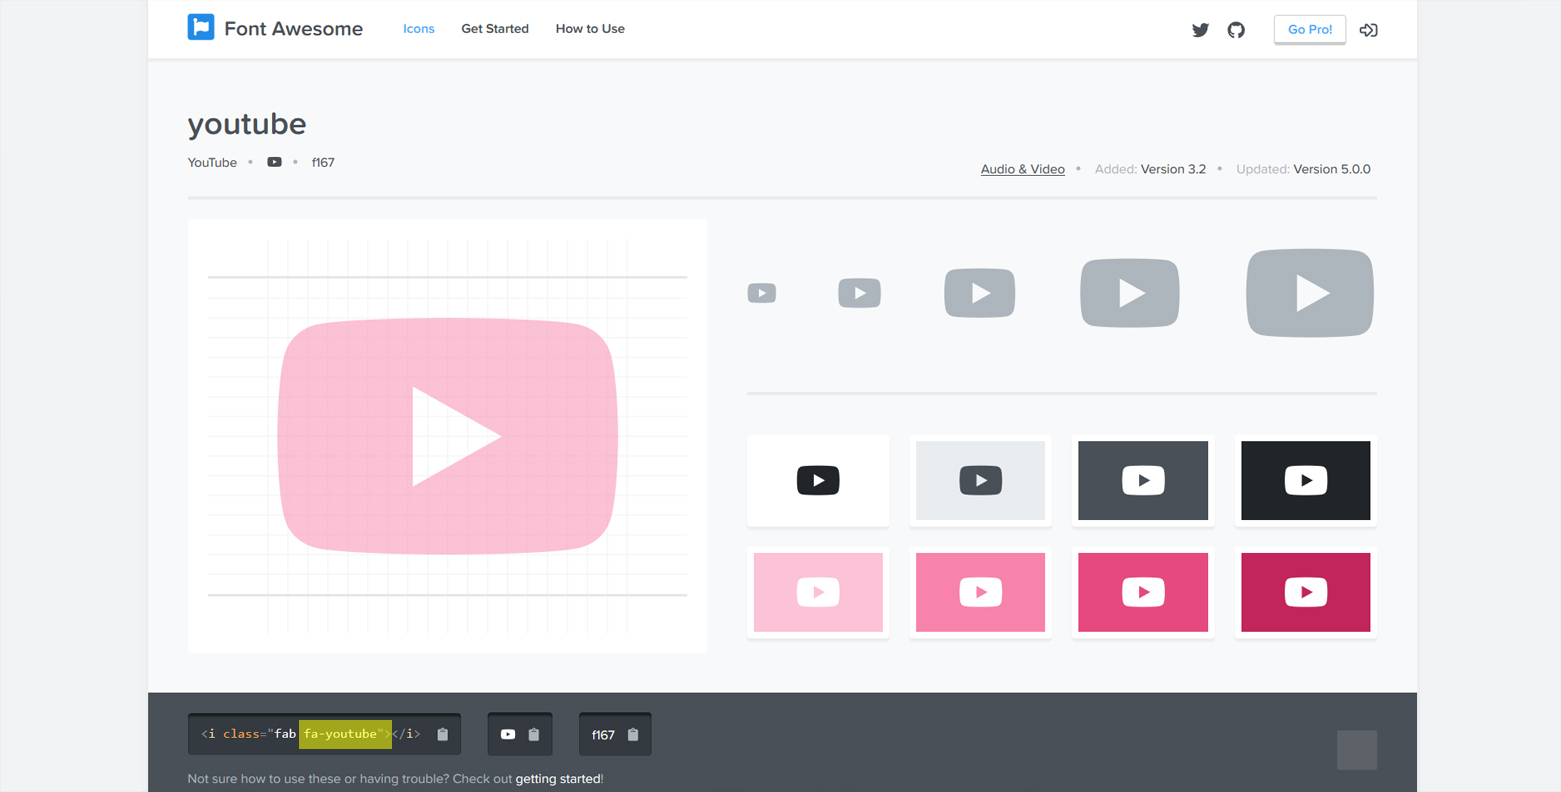 Font Awesome Icons Get Started How to Use Go Pro!
youtube
YouTube • • f167
Audio & Video • Added: Version 3.2 • Updated: Version 5.0.0
<i class="fab fa-youtube"></i> f167
Not sure how to use these or having trouble? Check out getting started!